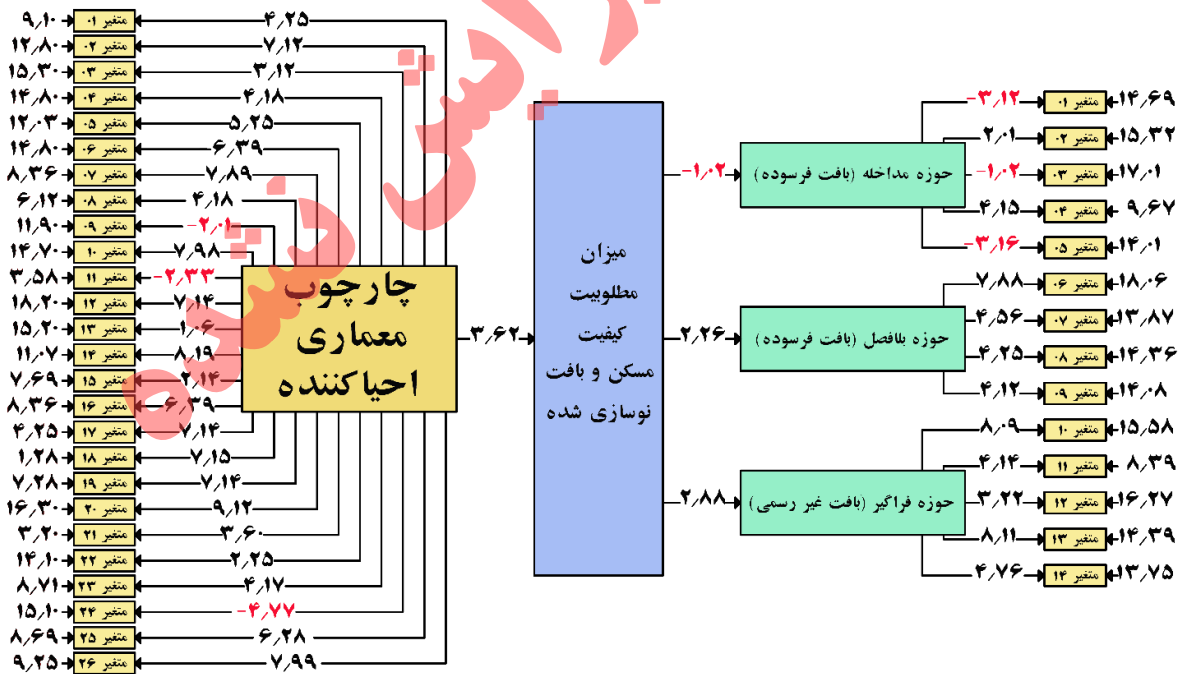 ۹٫۱۰ متغیر ۰۱ ۴٫۲۵
۱۲٫۸۰ متغیر ۰۲ ۷٫۱۲
۱۵٫۳۰ متغیر ۰۳ ۳٫۱۲
۱۴٫۸۰ متغیر ۰۴ ۴٫۱۸
۱۲٫۰۳ متغیر ۰۵ ۵٫۲۵
۱۴٫۸۰ متغیر ۰۶ ۶٫۳۹
۸٫۳۶ متغیر ۰۷ ۷٫۸۹
۶٫۱۲ متغیر ۰۸ ۴٫۱۸
۱۱٫۹۰ متغیر ۰۹ -۲٫۰۱
۱۴٫۷۰ متغیر ۱۰ ۷٫۹۸
۳٫۵۸ متغیر ۱۱ -۲٫۳۳
۱۸٫۲۰ متغیر ۱۲ ۷٫۱۴
۱۵٫۲۰ متغیر ۱۳ ۱٫۰۶
۱۱٫۰۷ متغیر ۱۴ ۸٫۱۹
۷٫۶۹ متغیر ۱۵ ۲٫۱۴
۸٫۳۶ متغیر ۱۶ ۶٫۳۹
۴٫۲۵ متغیر ۱۷ ۷٫۱۴
۱٫۲۸ متغیر ۱۸ ۷٫۱۵
۷٫۲۸ متغیر ۱۹ ۷٫۱۴
۱۶٫۳۰ متغیر ۲۰ ۹٫۱۲
۳٫۲۰ متغیر ۲۱ ۳٫۶۰
۱۴٫۱۰ متغیر ۲۲ ۲٫۲۵
۸٫۷۱ متغیر ۲۳ ۴٫۱۷
۱۵٫۱۰ متغیر ۲۴ -۴٫۷۷
۸٫۶۹ متغیر ۲۵ ۶٫۲۸
۹٫۲۵ متغیر ۲۶ ۷٫۹۹
چارچوب
معماری
احیاکننده
۳٫۶۲
میزان
مطلوبیت
کیفیت
مسکن و بافت
نوسازی شده
-۱٫۰۲
حوزه مداخله (بافت فرسوده)
۲٫۲۶
حوزه بلافصل (بافت فرسوده)
۲٫۸۸
حوزه فراگیر (بافت غیر رسمی)
-۳٫۱۲ متغیر ۰۱ ۱۴٫۶۹
۲٫۰۱ متغیر ۰۲ ۱۵٫۳۲
-۱٫۰۲ متغیر ۰۳ ۱۷٫۰۱
۴٫۱۵ متغیر ۰۴ ۹٫۶۷
-۳٫۱۶ متغیر ۰۵ ۱۴٫۰۱
۷٫۸۸ متغیر ۰۶ ۱۸٫۰۶
۴٫۵۶ متغیر ۰۷ ۱۳٫۸۷
۴٫۲۵ متغیر ۰۸ ۱۴٫۳۶
۴٫۱۲ متغیر ۰۹ ۱۴٫۰۸
۸٫۰۹ متغیر ۱۰ ۱۵٫۵۸
۴٫۱۴ متغیر ۱۱ ۸٫۳۹
۳٫۲۲ متغیر ۱۲ ۱۶٫۲۷
۸٫۱۱ متغیر ۱۳ ۱۴٫۳۹
۴٫۷۶ متغیر ۱۴ ۱۳٫۷۵